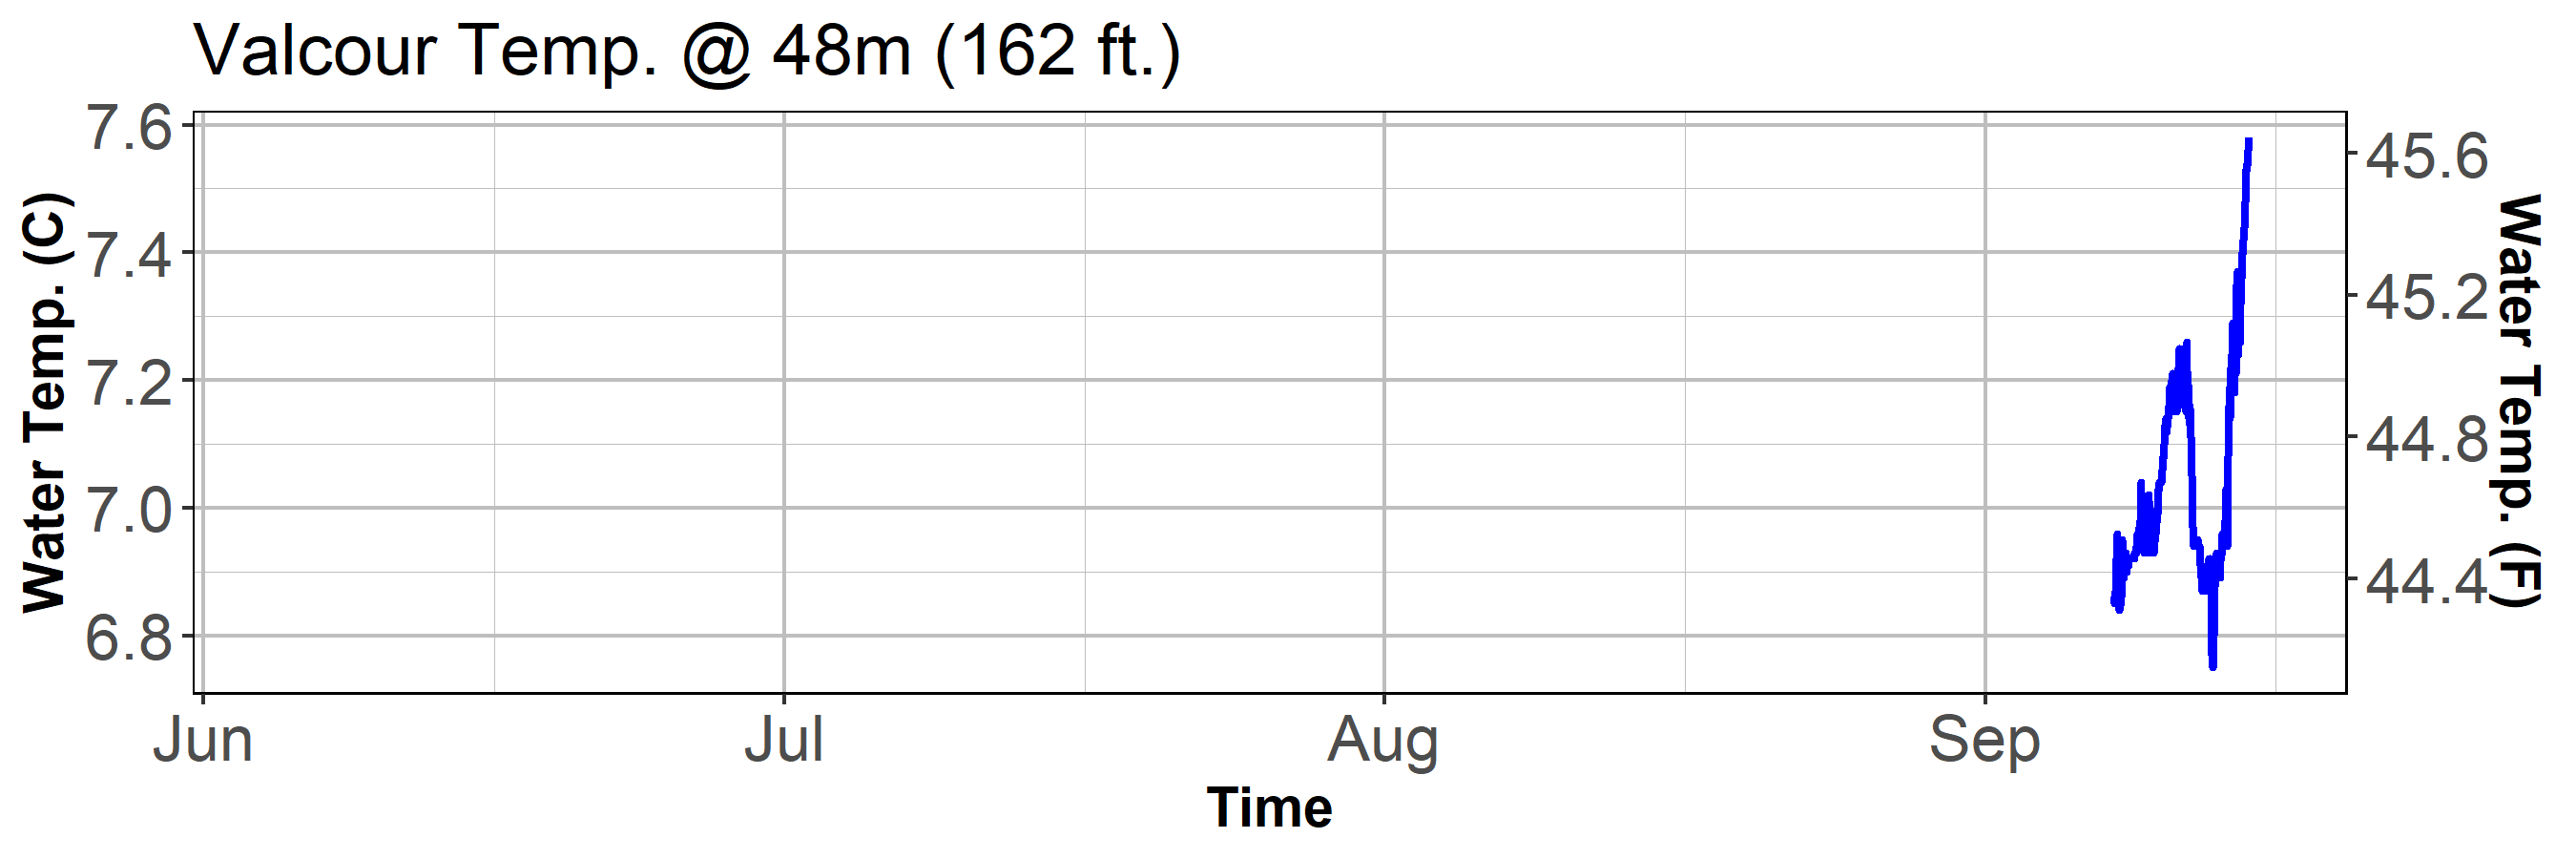 Valcour Temp. @ 48m (162 ft.)
Water Temp. (C)
7.6
7.4
7.2
7.0
6.8
45.6
45.2
44.8
44.4
Water Temp. (F)
Jun Jul Aug Sep
Time